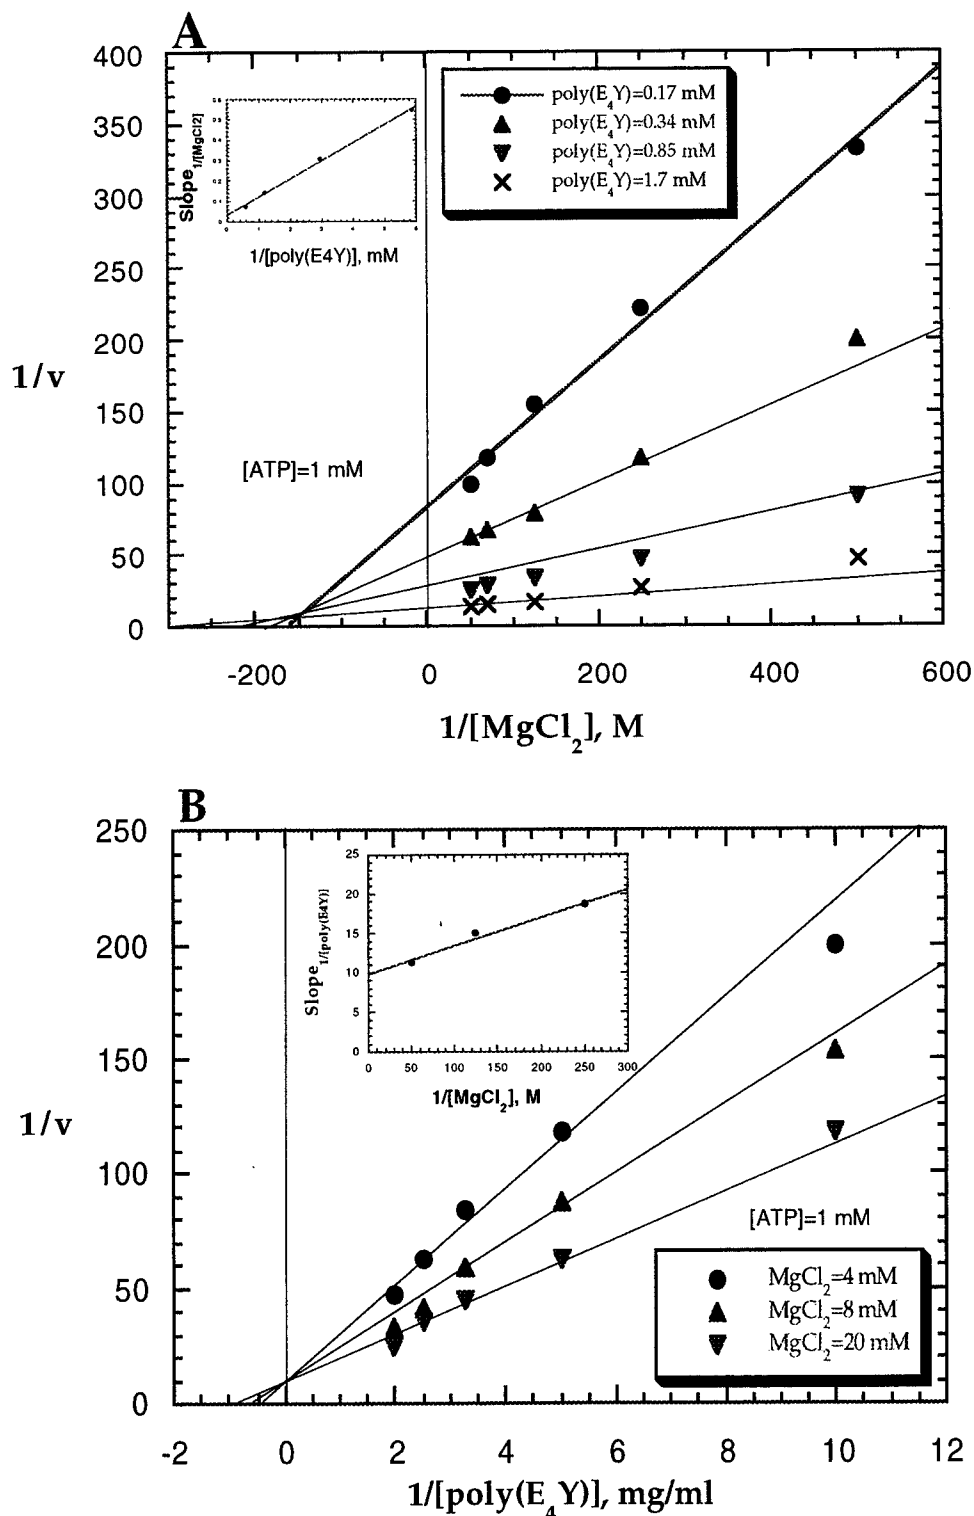 A
400
350
300
250
200
150
100
50
0
1/v
-200
0
200
400
600
1/[MgCl2], M
[ATP]=1 mM
poly(E4Y)=0.17 mM
poly(E4Y)=0.34 mM
poly(E4Y)=0.85 mM
poly(E4Y)=1.7 mM
Slope1/[MgCl2]
0
1/[poly(E4Y)], mM
B
250
200
150
100
50
0
1/v
-2
0
2
4
6
8
10
12
1/[poly(E4Y)], mg/ml
Slope1/[poly(E4Y)]
25
20
15
10
5
0
0
50
100
150
200
250
300
1/[MgCl2], M
[ATP]=1 mM
MgCl2=4 mM
MgCl2=8 mM
MgCl2=20 mM